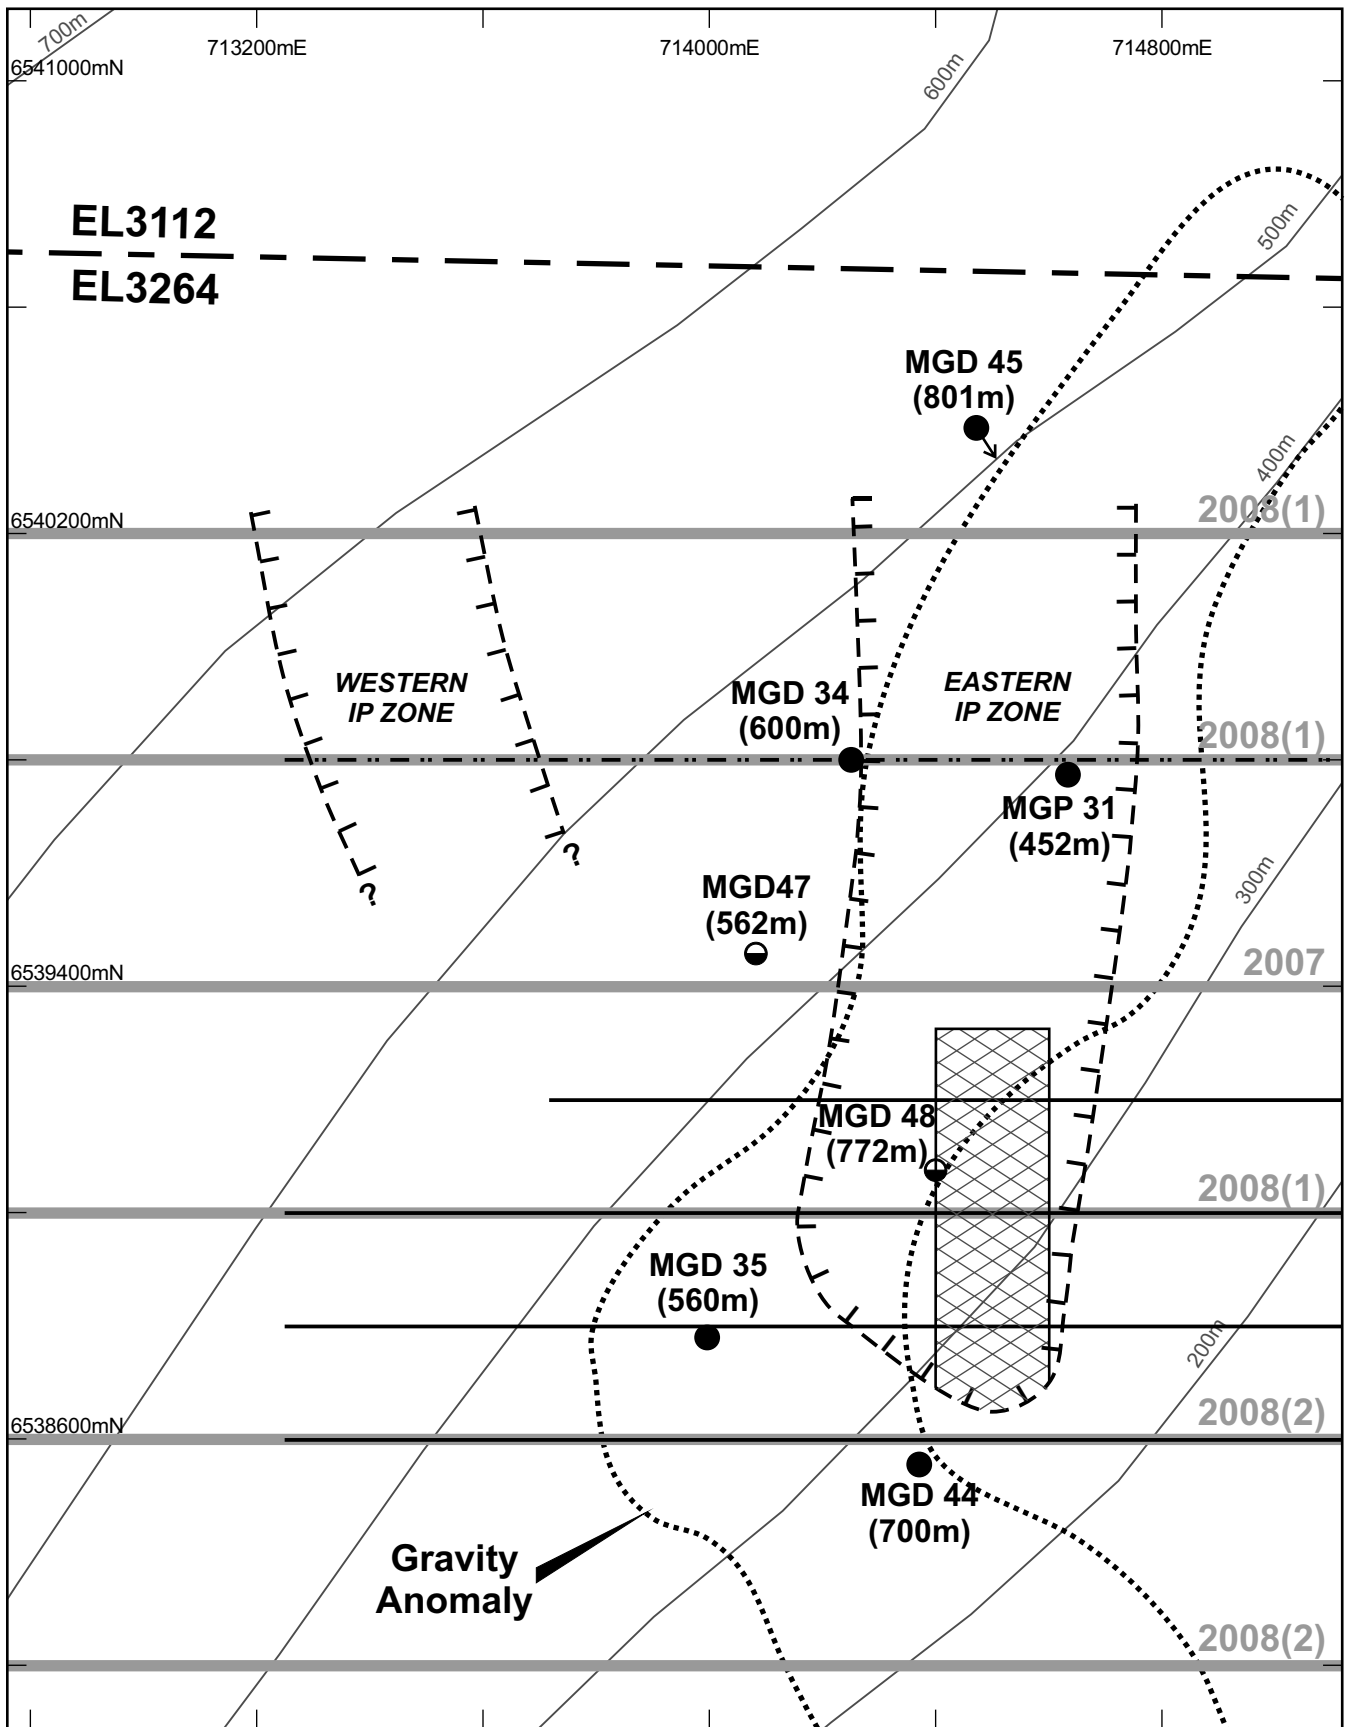 700m
713200mE
714000mE
714800mE
6541000mN
600m
EL3112
500m
EL3264
MGD 45
(801m)
400m
6540200mN
2008(1)
WESTERN
IP ZONE
MGD 34
(600m)
EASTERN
IP ZONE
2008(1)
MGP 31
(452m)
?
?
300m
MGD47
(562m)
6539400mN
2007
MGD 48
(772m)
2008(1)
MGD 35
(560m)
200m
6538600mN
2008(2)
MGD 44
(700m)
Gravity
Anomaly
2008(2)